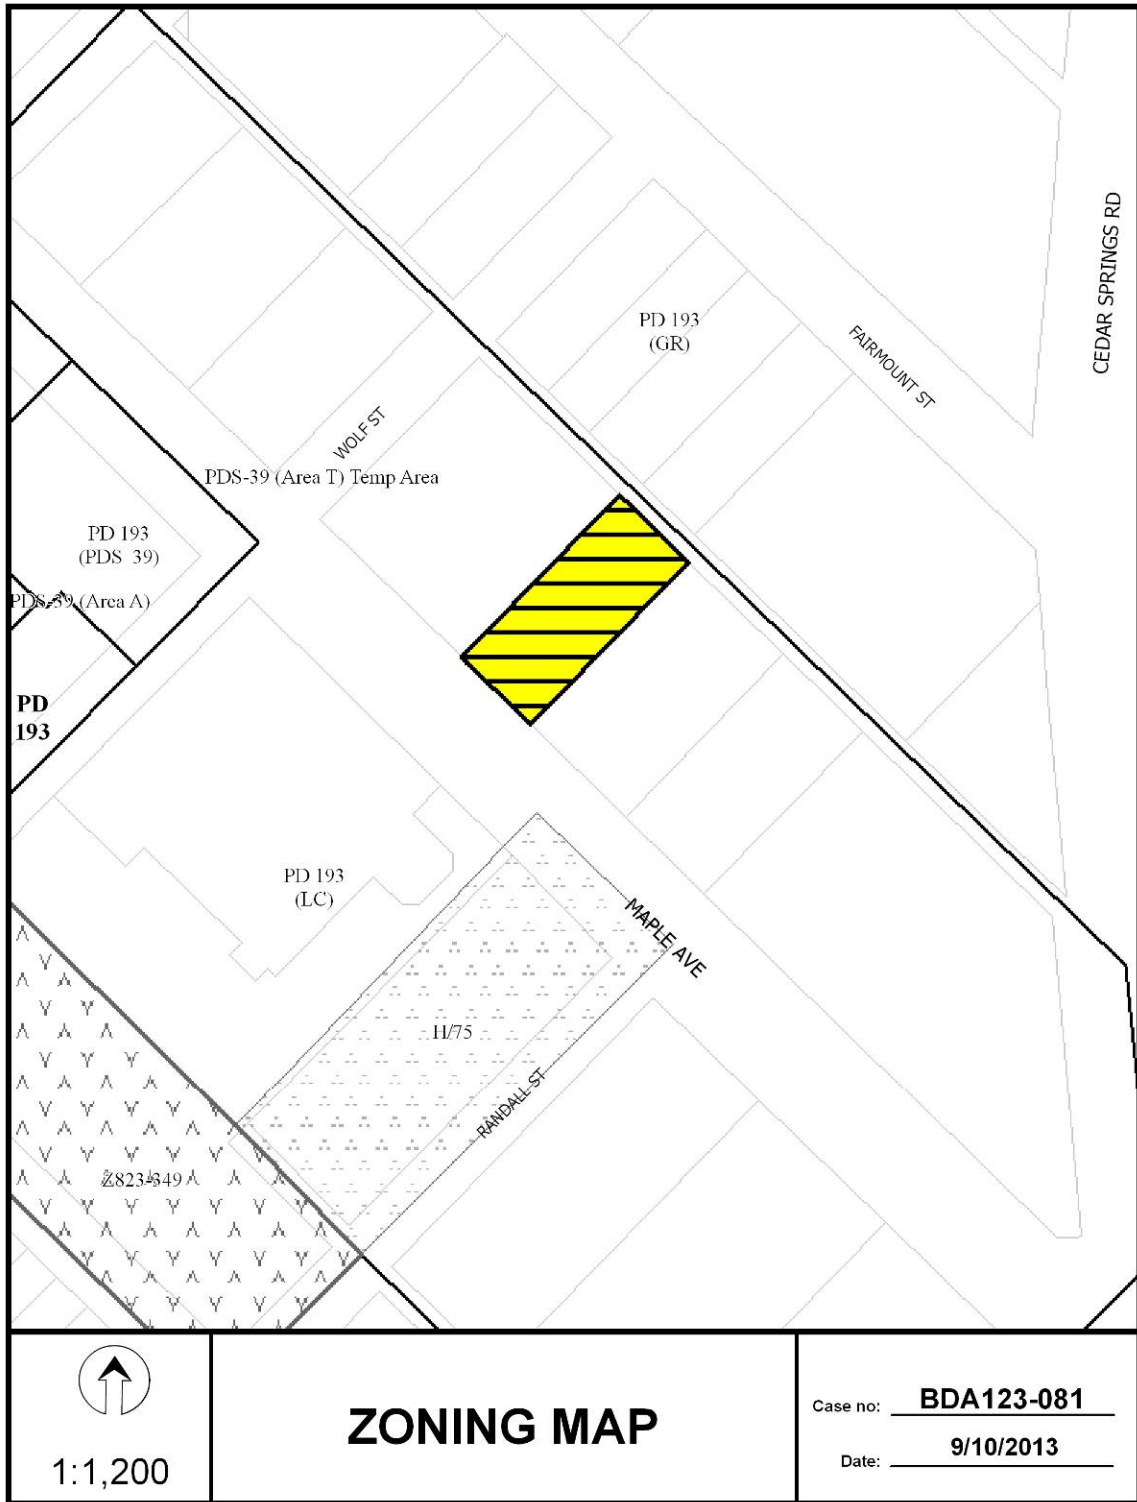 CEDAR SPRINGS RD
PD 193
(GR)
FAIRMOUNT ST
WOLF ST
PDS-39 (Area T) Temp Area
PD 193
(PDS 39)
PDS-39 (Area A)
PD
193
PD 193
(LC)
MAPLE AVE
H/75
RANDALL ST
Z823-349
1:1,200
ZONING MAP
Case no: BDA123-081
Date: 9/10/2013